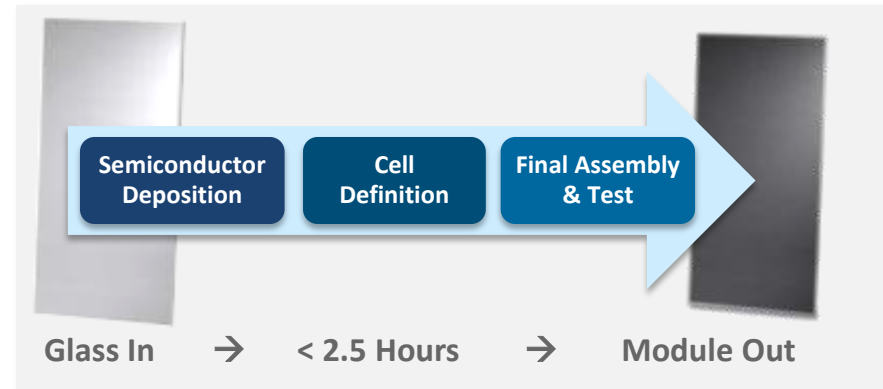 Semiconductor
Deposition
Cell
Definition
Final Assembly
& Test
Glass In → < 2.5 Hours → Module Out